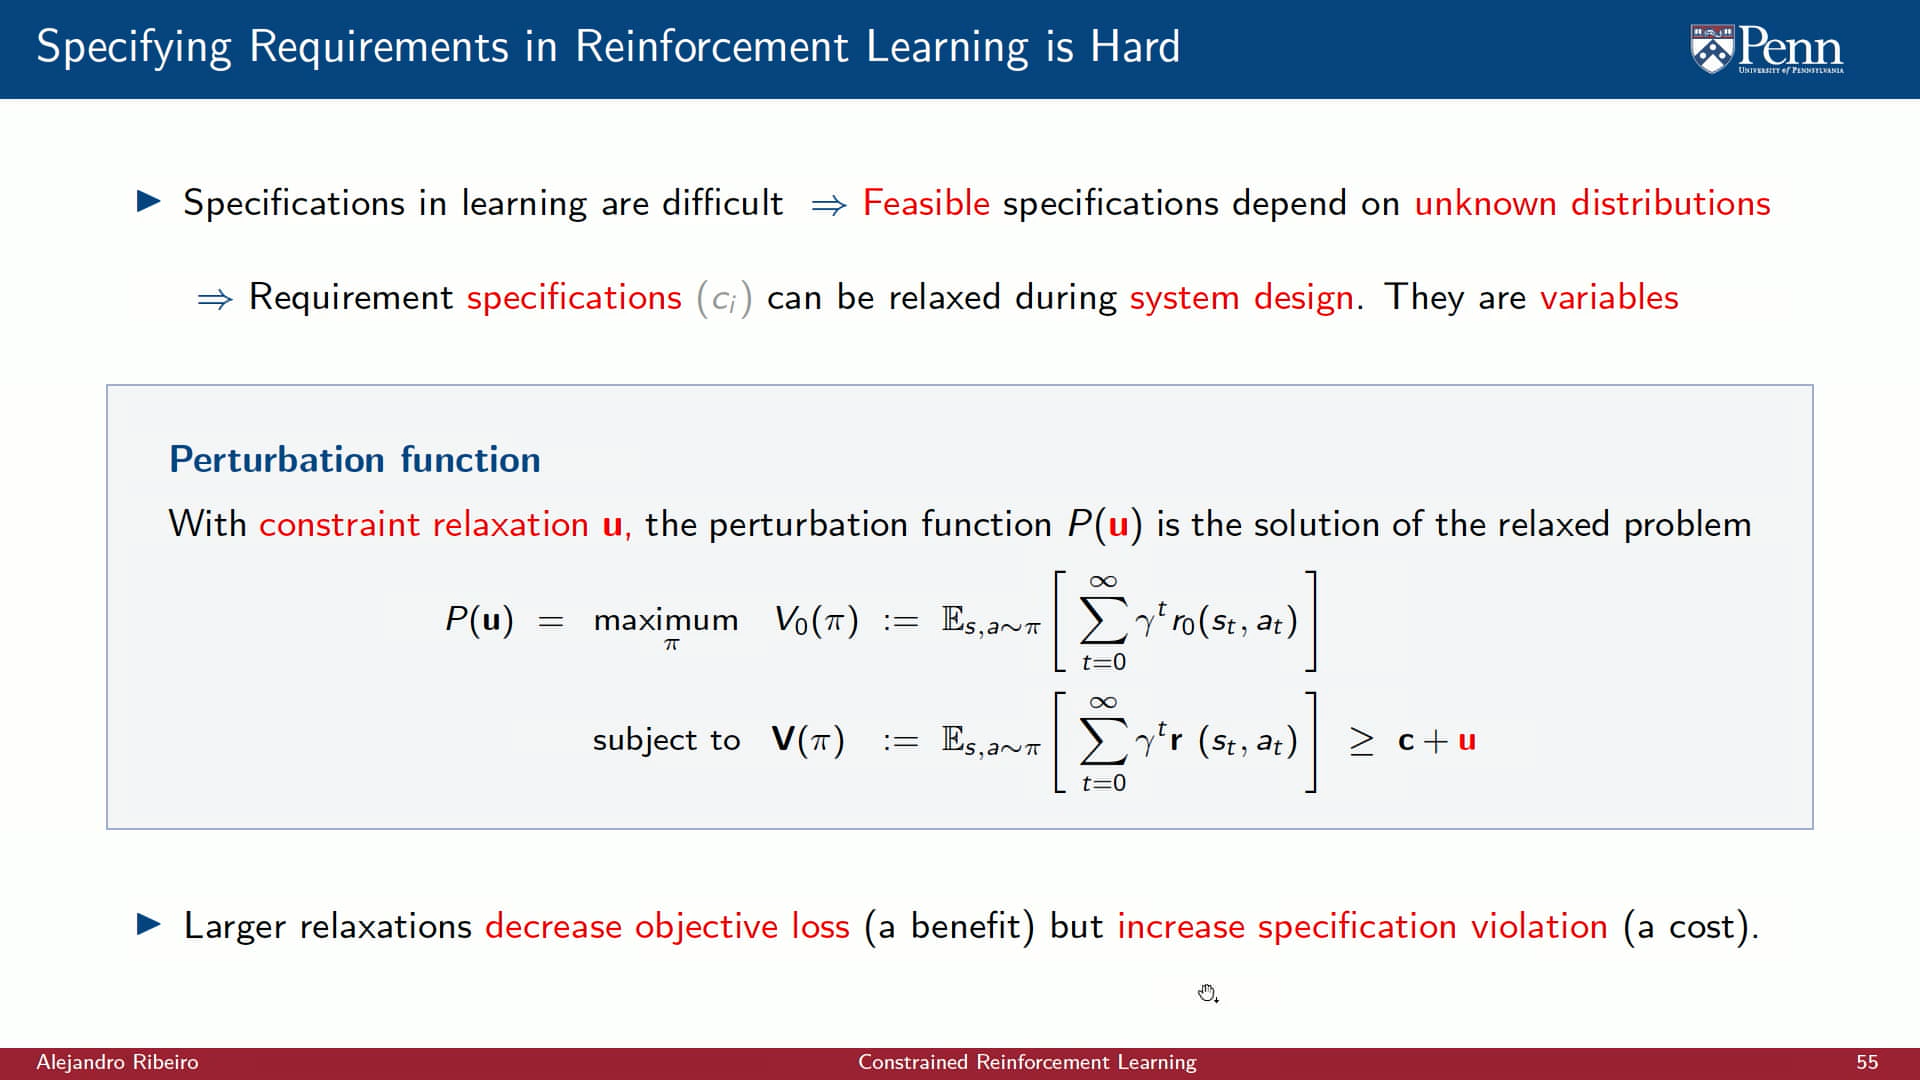 Specifying Requirements in Reinforcement Learning is Hard
Penn
University of Pennsylvania
▶ Specifications in learning are difficult ⇒ Feasible specifications depend on unknown distributions
⇒ Requirement specifications (cᵢ) can be relaxed during system design. They are variables
Perturbation function
With constraint relaxation u, the perturbation function P(u) is the solution of the relaxed problem
P(u) = maximum_π V₀(π) := 𝔼_{s,a∼π} [ ∑_{t=0}^{∞} γᵗ r₀(sₜ, aₜ) ]
subject to V(π) := 𝔼_{s,a∼π} [ ∑_{t=0}^{∞} γᵗ r (sₜ, aₜ) ] ≥ c + u
▶ Larger relaxations decrease objective loss (a benefit) but increase specification violation (a cost).
Alejandro Ribeiro
Constrained Reinforcement Learning
55